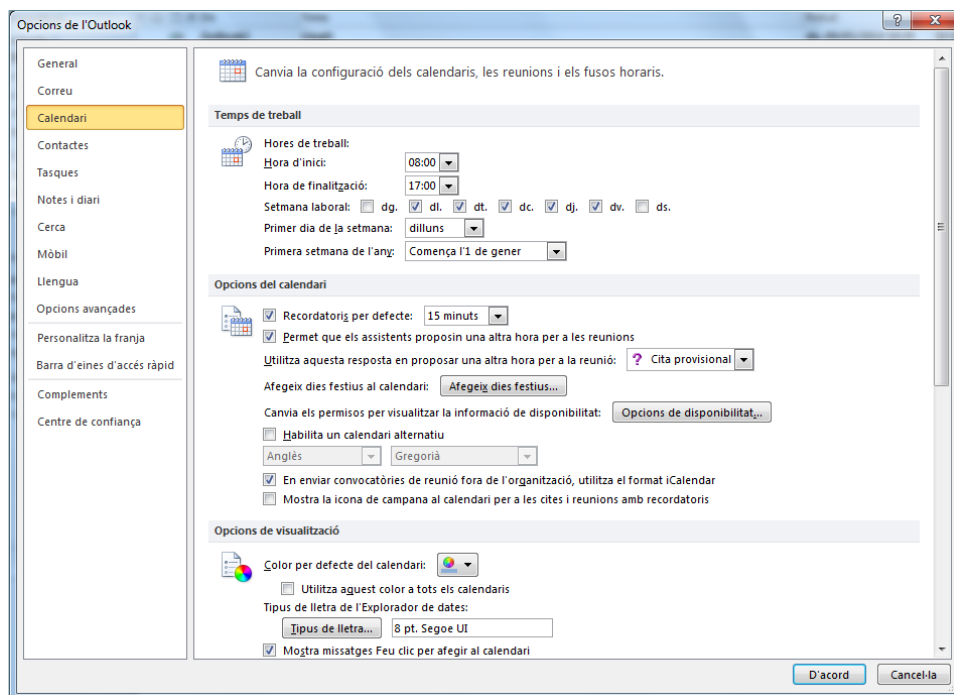 Opcions de l'Outlook
General
Correu
Calendari
Contactes
Tasques
Notes i diari
Cerca
Mòbil
Llengua
Opcions avançades
Personalitza la franja
Barra d'eines d'accés ràpid
Complements
Centre de confiança
Canvia la configuració dels calendaris, les reunions i els fusos horaris.
Temps de treball
Hores de treball:
Hora d'inici: 08:00
Hora de finalització: 17:00
Setmana laboral: dg. dl. dt. dc. dj. dv. ds.
Primer dia de la setmana: dilluns
Primera setmana de l'any: Comença l'1 de gener
Opcions del calendari
Recordatoris per defecte: 15 minuts
Permet que els assistents proposin una altra hora per a les reunions
Utilitza aquesta resposta en proposar una altra hora per a la reunió: ? Cita provisional
Afegeix dies festius al calendari: Afegeix dies festius...
Canvia els permisos per visualitzar la informació de disponibilitat: Opcions de disponibilitat...
Habilita un calendari alternatiu
Anglès Gregorià
En enviar convocatòries de reunió fora de l'organització, utilitza el format iCalendar
Mostra la icona de campana al calendari per a les cites i reunions amb recordatoris
Opcions de visualització
Color per defecte del calendari:
Utilitza aquest color a tots els calendaris
Tipus de lletra de l'Explorador de dates:
Tipus de lletra... 8 pt. Segoe UI
Mostra missatges Feu clic per afegir al calendari
D'acord Cancel·la